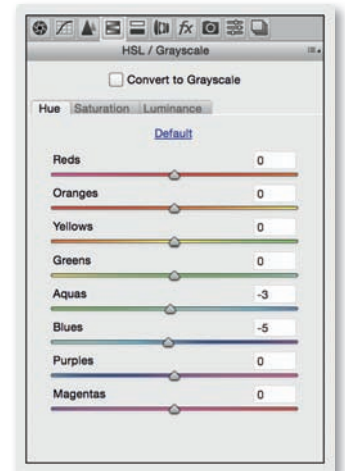 fx
HSL / Grayscale
Convert to Grayscale
Hue Saturation Luminance
Default
Reds 0
Oranges 0
Yellows 0
Greens 0
Aquas -3
Blues -5
Purples 0
Magentas 0